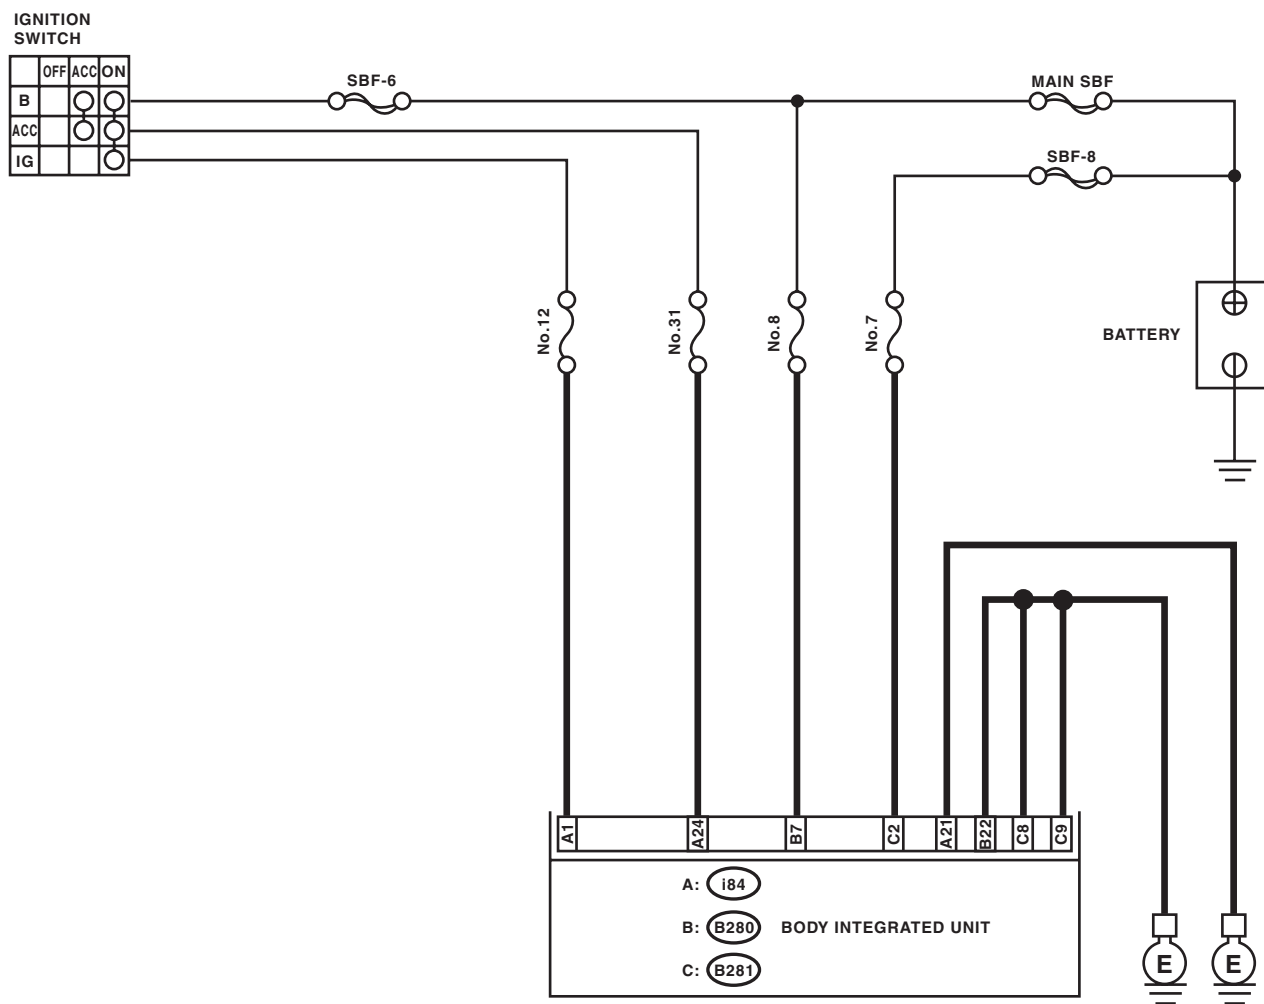 IGNITION
SWITCH
OFF ACC ON
B
ACC
IG
SBF-6
MAIN SBF
SBF-8
No.12
No.31
No.8
No.7
BATTERY
A1 A24 B7 C2 A21 B22 C8 C9
A: i84
B: B280 BODY INTEGRATED UNIT
C: B281
E E